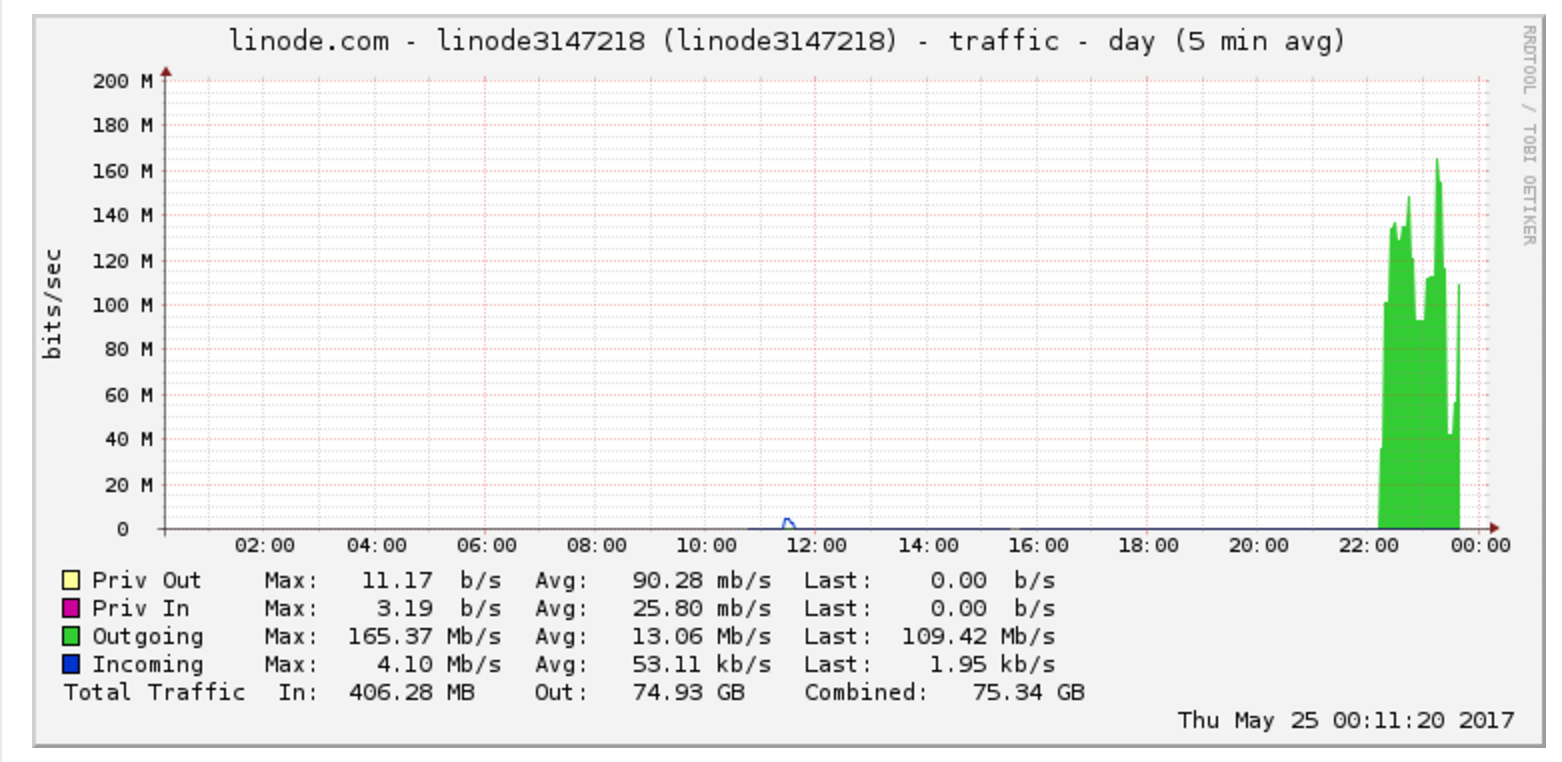 linode.com - linode3147218 (linode3147218) - traffic - day (5 min avg)
RRDTOOL / TOBI OETIKER
bits/sec
200 M
180 M
160 M
140 M
120 M
100 M
80 M
60 M
40 M
20 M
0
02:00 04:00 06:00 08:00 10:00 12:00 14:00 16:00 18:00 20:00 22:00 00:00
Priv Out Max: 11.17 b/s Avg: 90.28 mb/s Last: 0.00 b/s
Priv In Max: 3.19 b/s Avg: 25.80 mb/s Last: 0.00 b/s
Outgoing Max: 165.37 Mb/s Avg: 13.06 Mb/s Last: 109.42 Mb/s
Incoming Max: 4.10 Mb/s Avg: 53.11 kb/s Last: 1.95 kb/s
Total Traffic In: 406.28 MB Out: 74.93 GB Combined: 75.34 GB
Thu May 25 00:11:20 2017